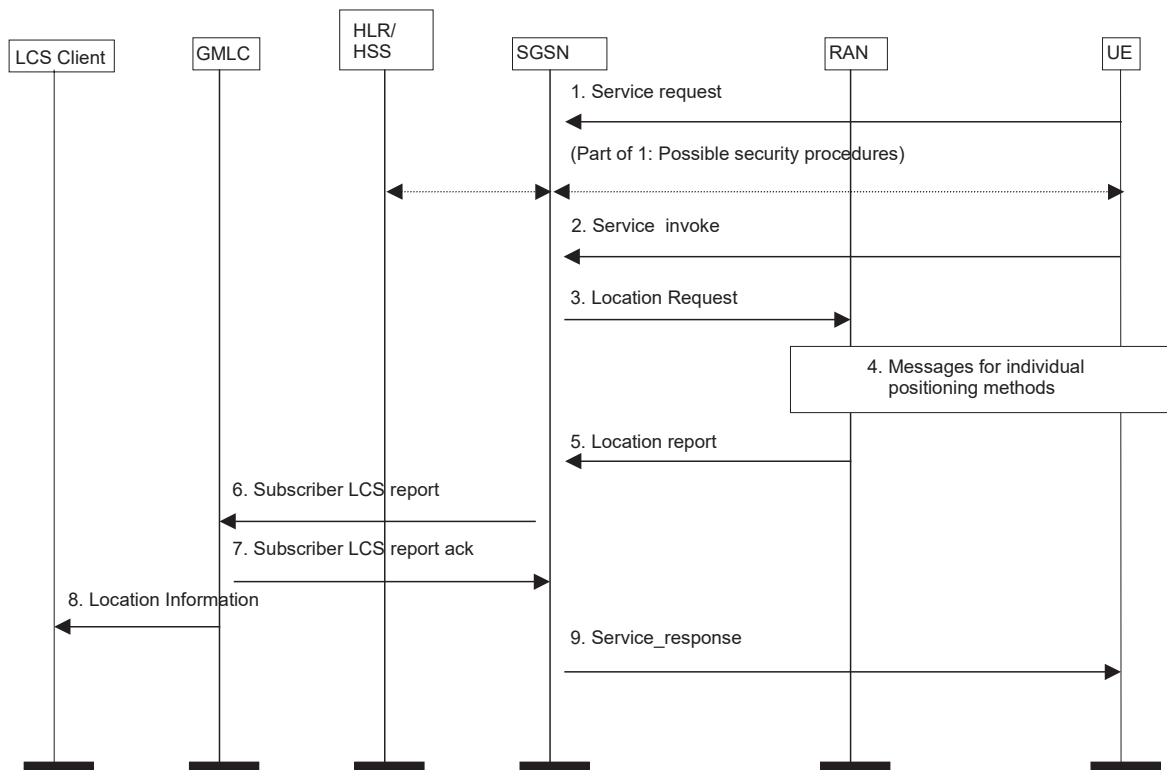 LCS Client
GMLC
HLR/
HSS
SGSN
RAN
UE
1. Service request
(Part of 1: Possible security procedures)
2. Service  invoke
3. Location Request
4. Messages for individual
positioning methods
5. Location report
6. Subscriber LCS report
7. Subscriber LCS report ack
8. Location Information
9. Service_response